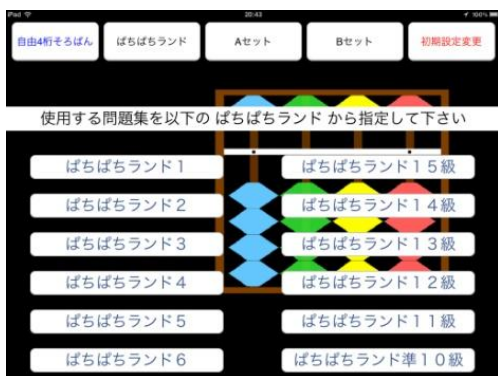 iPad 20:43 100%
自由4桁そろばん ぱちぱちランド Aセット Bセット 初期設定変更
使用する問題集を以下の ぱちぱちランド から指定して下さい
ぱちぱちランド1 ぱちぱちランド15級
ぱちぱちランド2 ぱちぱちランド14級
ぱちぱちランド3 ぱちぱちランド13級
ぱちぱちランド4 ぱちぱちランド12級
ぱちぱちランド5 ぱちぱちランド11級
ぱちぱちランド6 ぱちぱちランド準10級